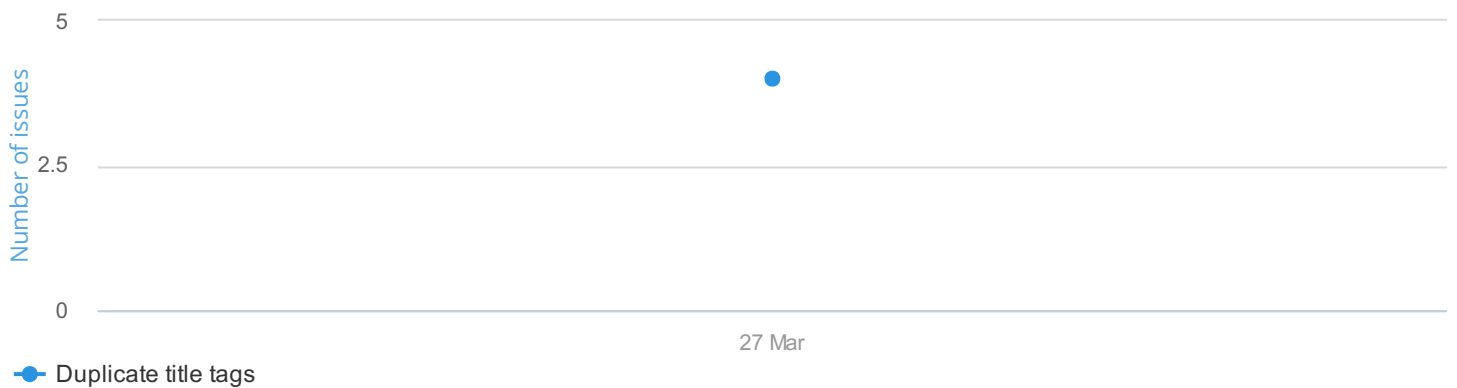 5
Number of issues
2.5
0
27 Mar
Duplicate title tags